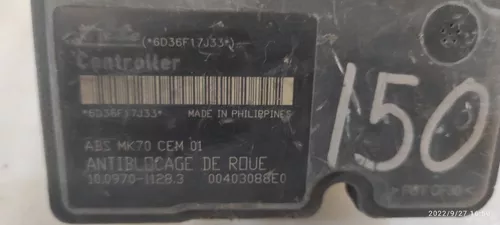 (*6D36F17J33*)
Controller
*6D36F17J33* MADE IN PHILIPPINES
ABS MK70 CEM 01
ANTIBLOCAGE DE ROUE
10.0970-1128.3 00403088E0
150
2022/9/27